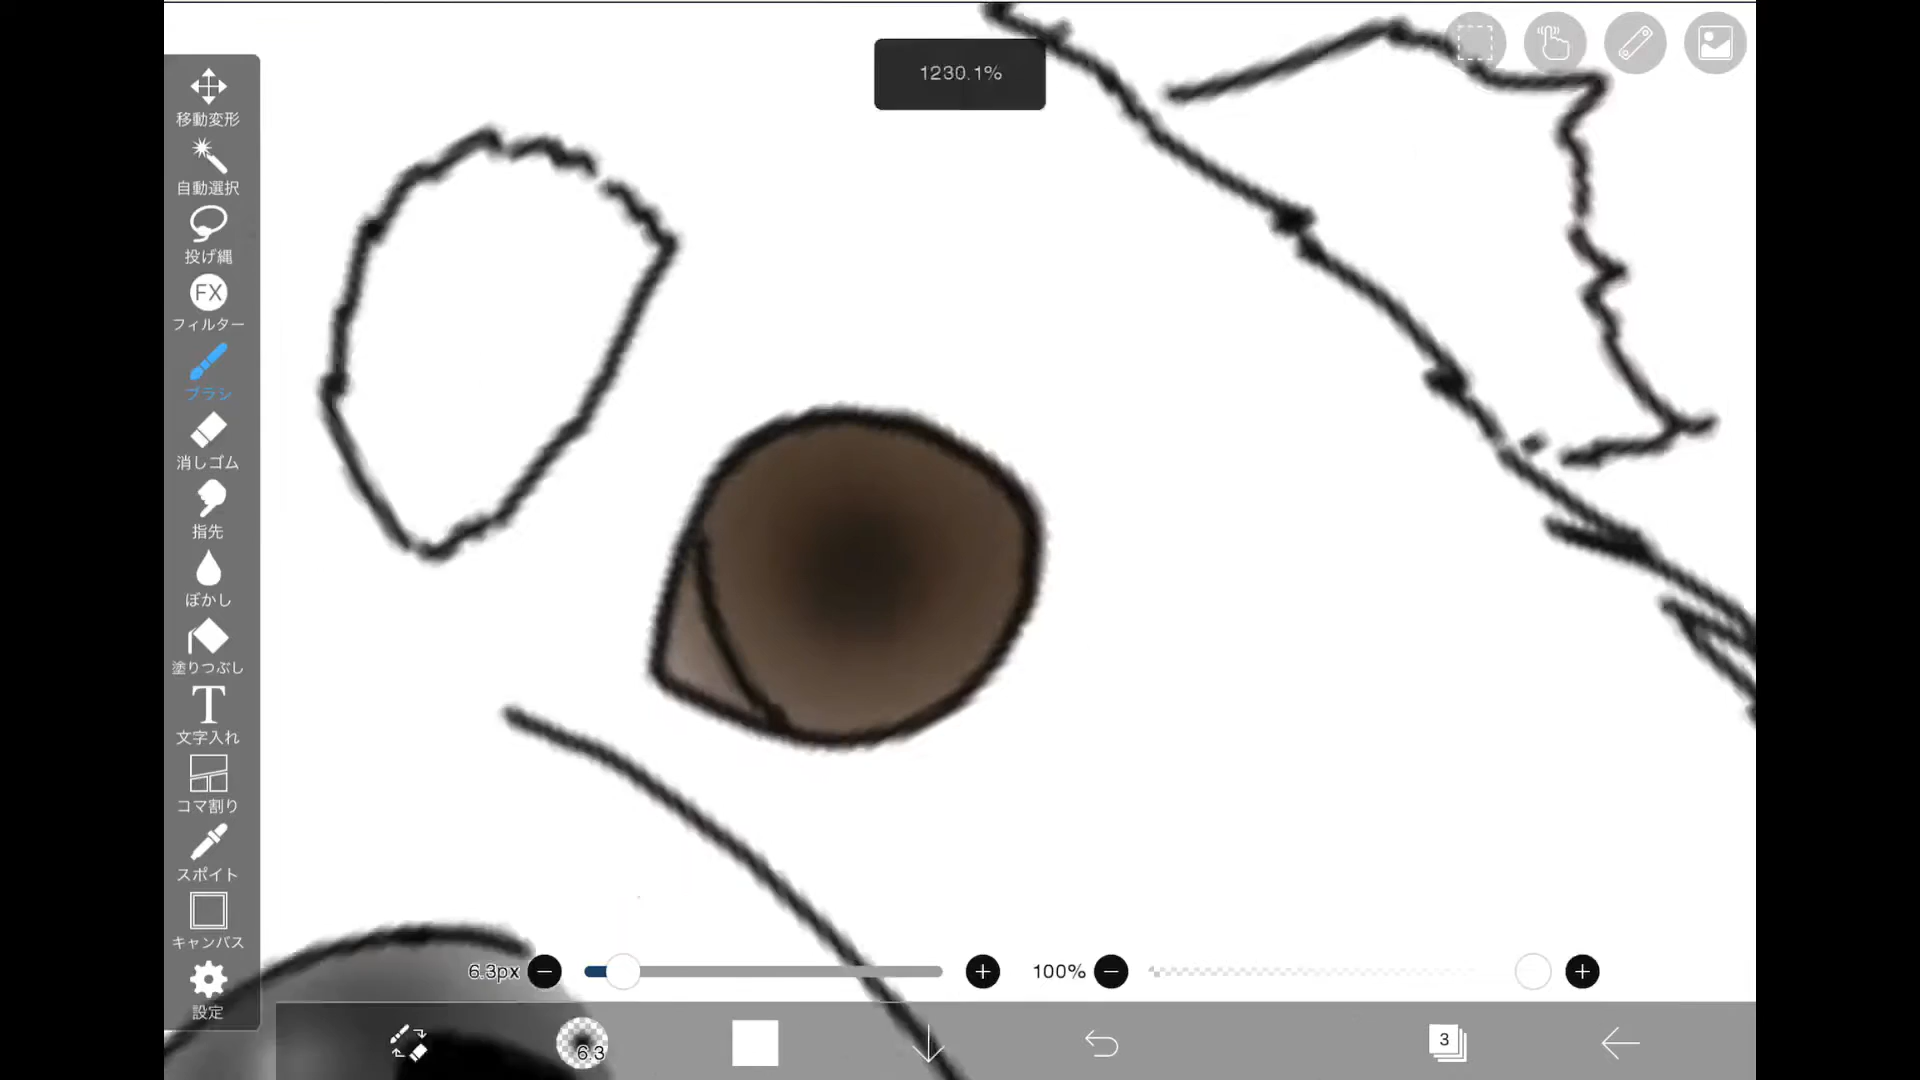 1230.1%
移動変形
自動選択
投げ縄
FX
フィルター
ブラシ
消しゴム
指先
ぼかし
塗りつぶし
T
文字入れ
コマ割り
スポイト
キャンバス
設定
6.3px
100%
6.3
3